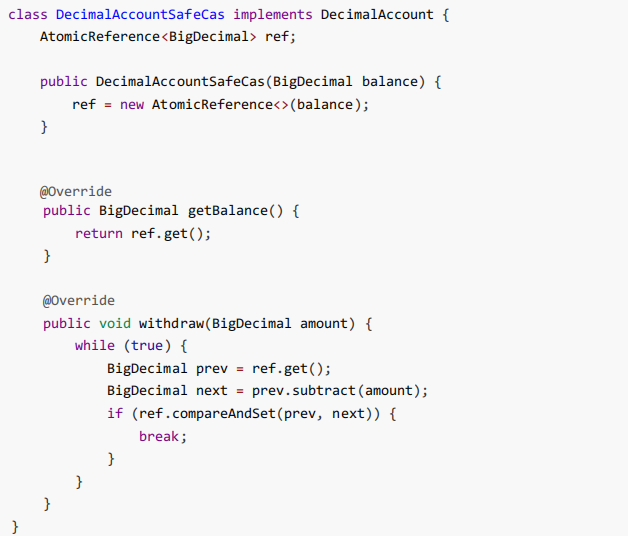 class DecimalAccountSafeCas implements DecimalAccount {
    AtomicReference<BigDecimal> ref;

    public DecimalAccountSafeCas(BigDecimal balance) {
        ref = new AtomicReference<>(balance);
    }

    @Override
    public BigDecimal getBalance() {
        return ref.get();
    }

    @Override
    public void withdraw(BigDecimal amount) {
        while (true) {
            BigDecimal prev = ref.get();
            BigDecimal next = prev.subtract(amount);
            if (ref.compareAndSet(prev, next)) {
                break;
            }
        }
    }
}